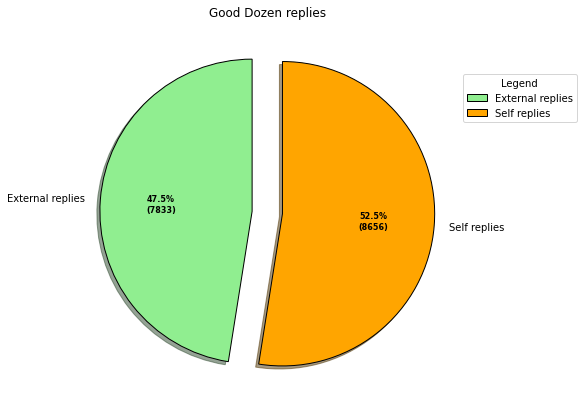 Good Dozen replies
Legend
External replies
Self replies
External replies
47.5%
(7833)
52.5%
(8656)
Self replies